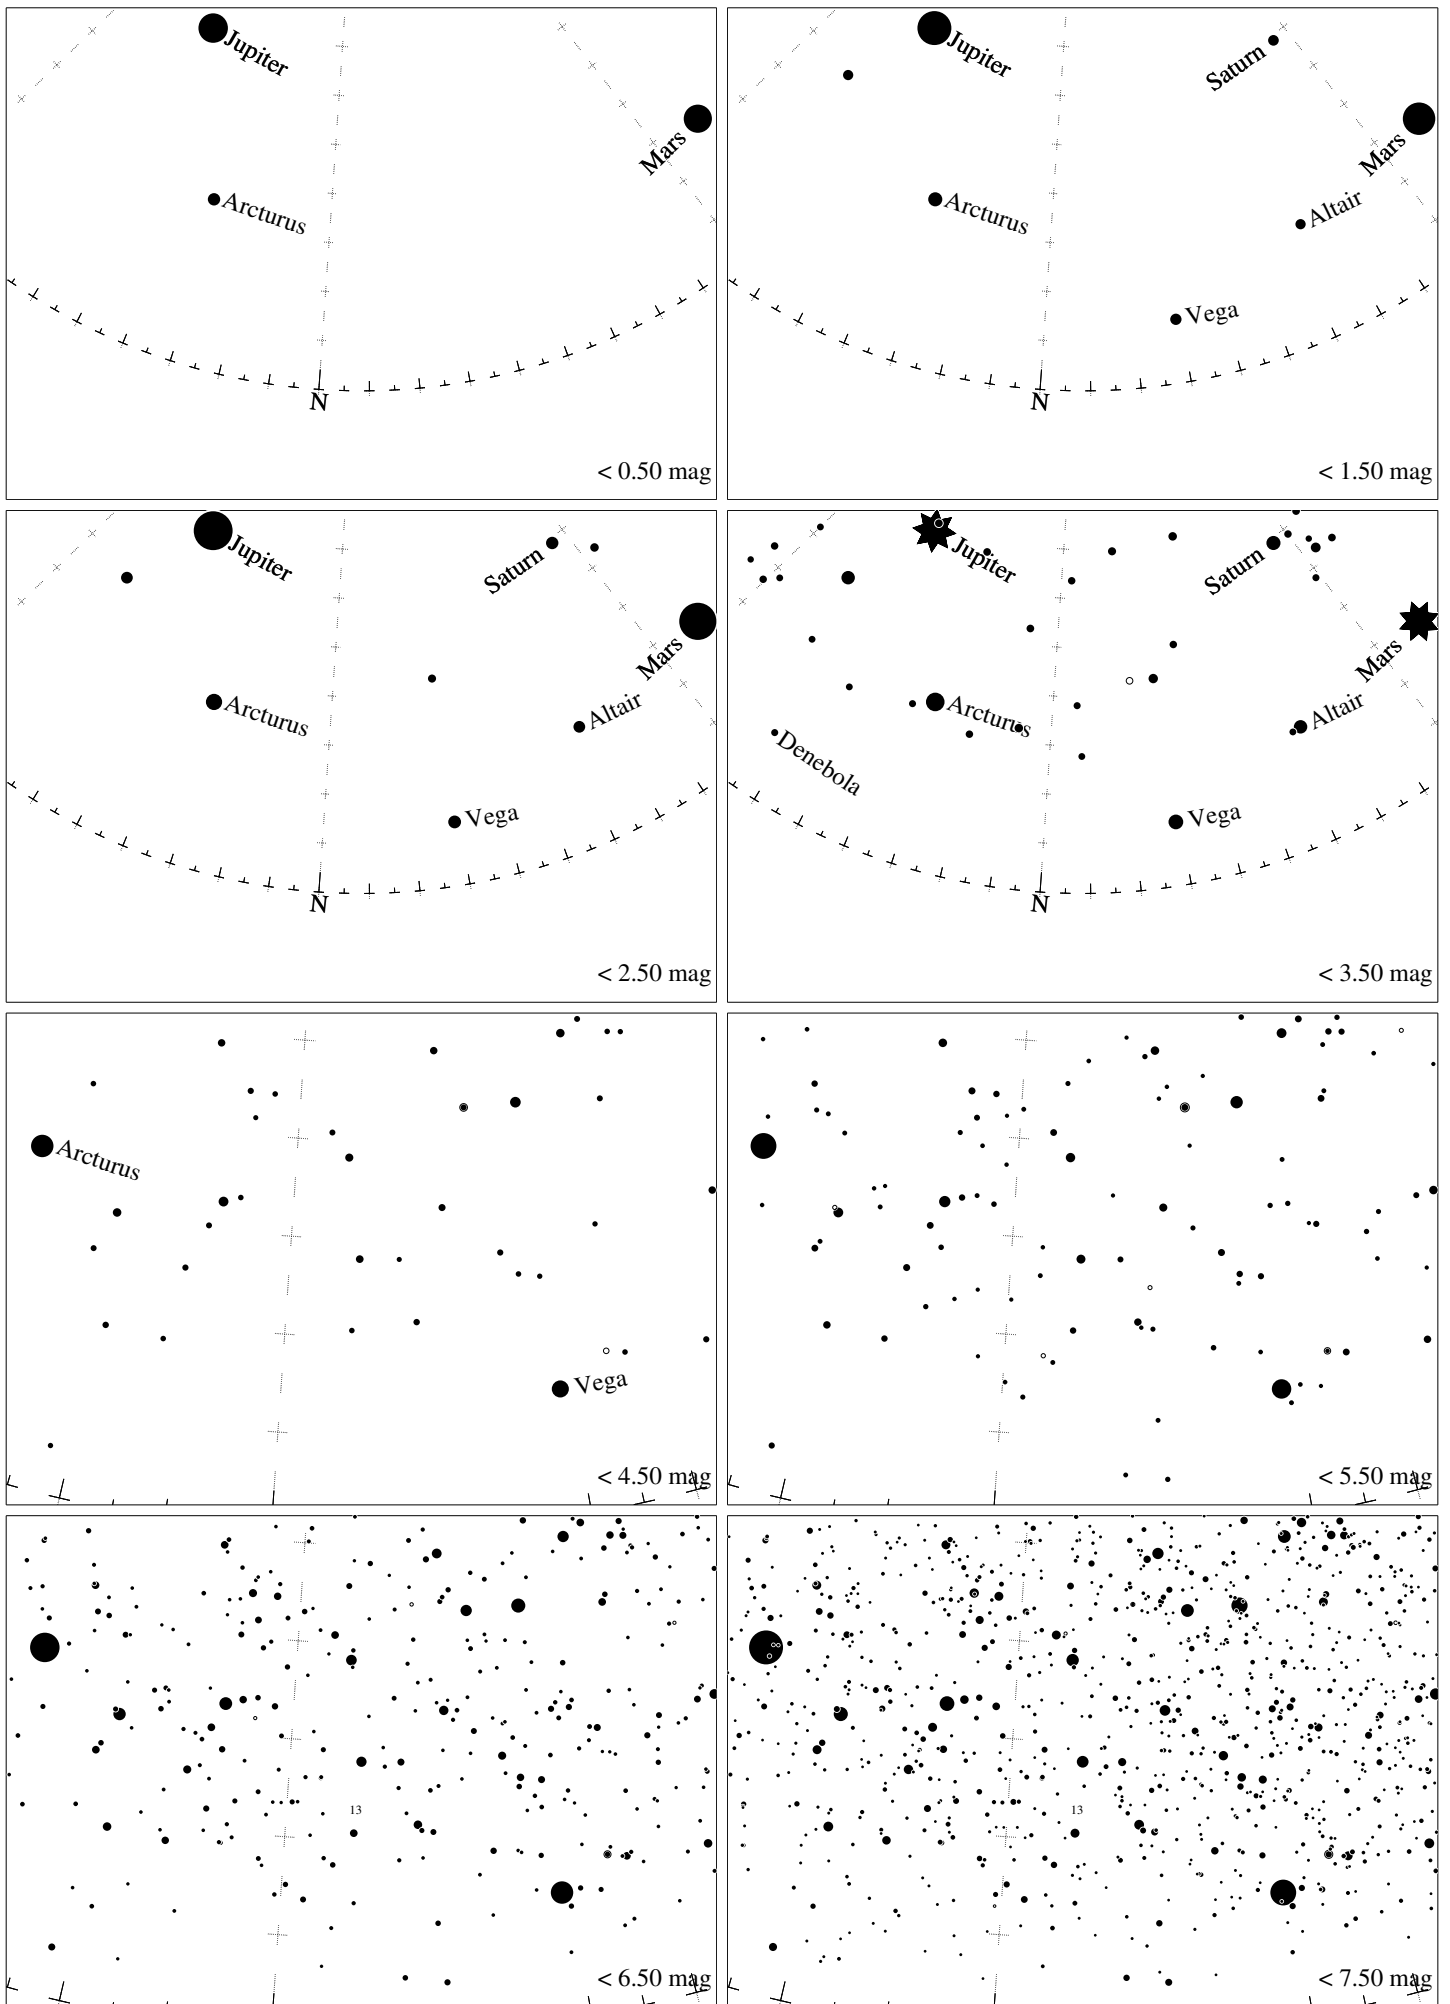 Jupiter
Mars
Arcturus
N
< 0.50 mag
Jupiter
Saturn
Mars
Arcturus
Altair
Vega
N
< 1.50 mag
Jupiter
Saturn
Mars
Arcturus
Altair
Vega
N
< 2.50 mag
Jupiter
Saturn
Mars
Arcturus
Altair
Denebola
Vega
N
< 3.50 mag
Arcturus
Vega
< 4.50 mag
< 5.50 mag
13
< 6.50 mag
13
< 7.50 mag